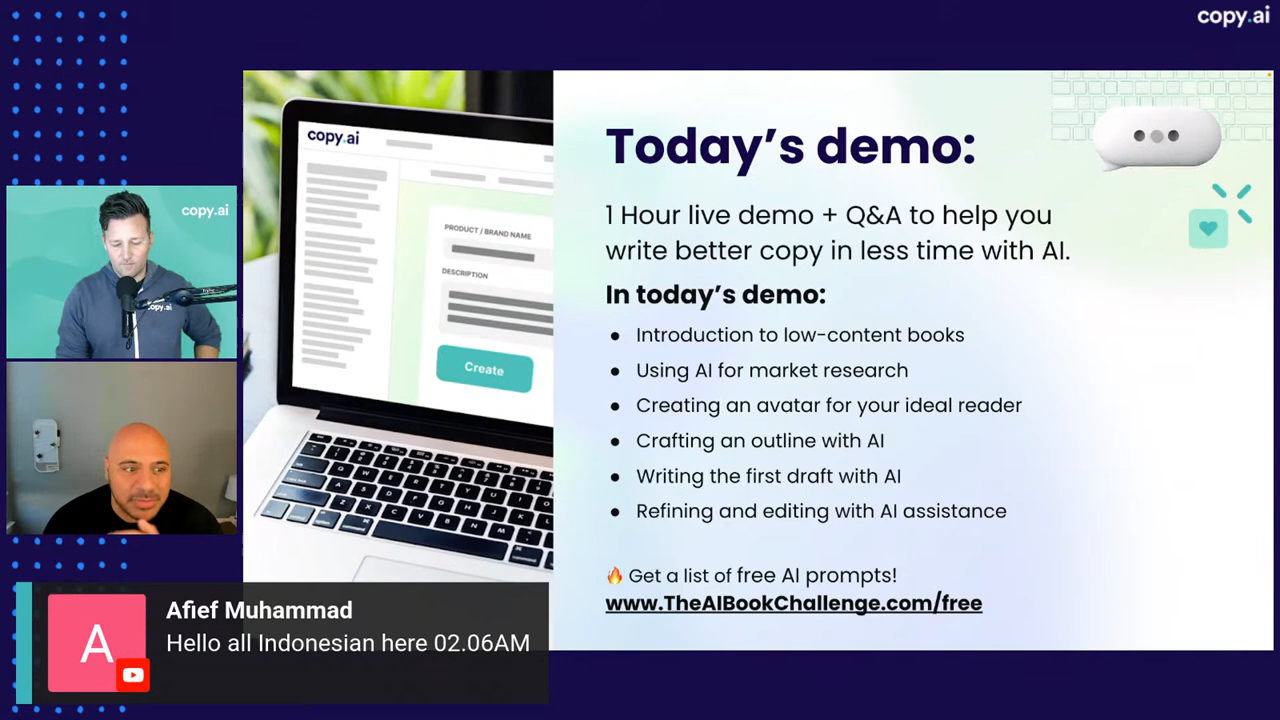 copy.ai
copy.ai
PRODUCT / BRAND NAME
DESCRIPTION
Create
Today’s demo:
1 Hour live demo + Q&A to help you
write better copy in less time with AI.
In today’s demo:
● Introduction to low-content books
● Using AI for market research
● Creating an avatar for your ideal reader
● Crafting an outline with AI
● Writing the first draft with AI
● Refining and editing with AI assistance
🔥 Get a list of free AI prompts!
www.TheAIBookChallenge.com/free
copy.ai
copy.ai
A
Afief Muhammad
Hello all Indonesian here 02.06AM